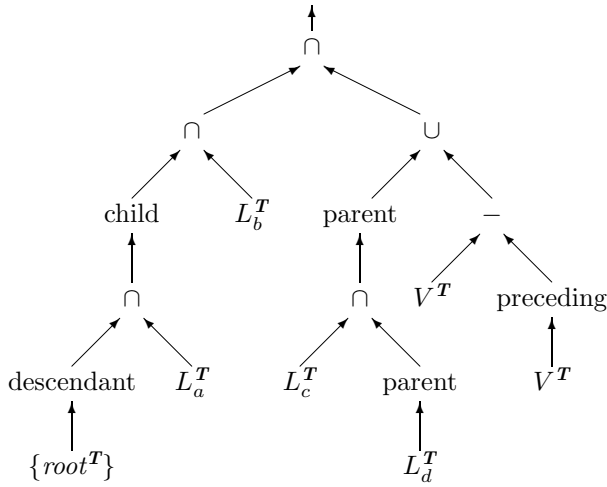 ∩
∩ ∪
child L_b^T parent −
∩ ∩ V^T preceding
descendant L_a^T L_c^T parent V^T
{root^T} L_d^T